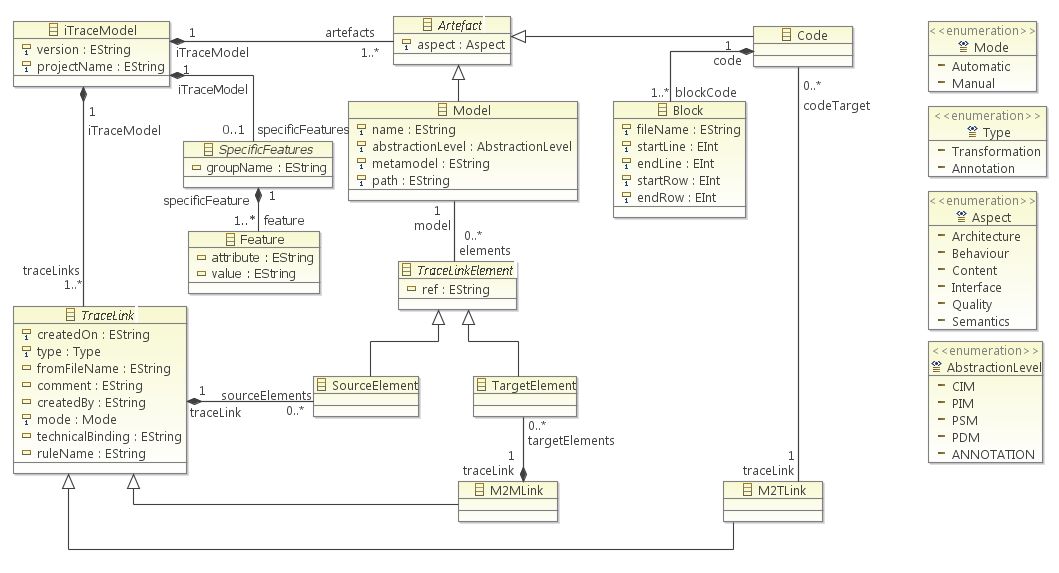 iTraceModel
version : EString
projectName : EString
1
iTraceModel
artefacts
1..*
Artefact
aspect : Aspect
Code
1
code
1..*
blockCode
0..*
codeTarget
1
iTraceModel
1
iTraceModel
0..1
specificFeatures
SpecificFeatures
groupName : EString
specificFeature
1
1..*
feature
Feature
attribute : EString
value : EString
Model
name : EString
abstractionLevel : AbstractionLevel
metamodel : EString
path : EString
Block
fileName : EString
startLine : EInt
endLine : EInt
startRow : EInt
endRow : EInt
1
model
0..*
elements
TraceLinkElement
ref : EString
traceLinks
1..*
TraceLink
createdOn : EString
type : Type
fromFileName : EString
comment : EString
createdBy : EString
mode : Mode
technicalBinding : EString
ruleName : EString
1
traceLink
sourceElements
0..*
SourceElement
TargetElement
0..*
targetElements
1
traceLink
M2MLink
1
traceLink
M2TLink
<<enumeration>>
Mode
Automatic
Manual
<<enumeration>>
Type
Transformation
Annotation
<<enumeration>>
Aspect
Architecture
Behaviour
Content
Interface
Quality
Semantics
<<enumeration>>
AbstractionLevel
CIM
PIM
PSM
PDM
ANNOTATION